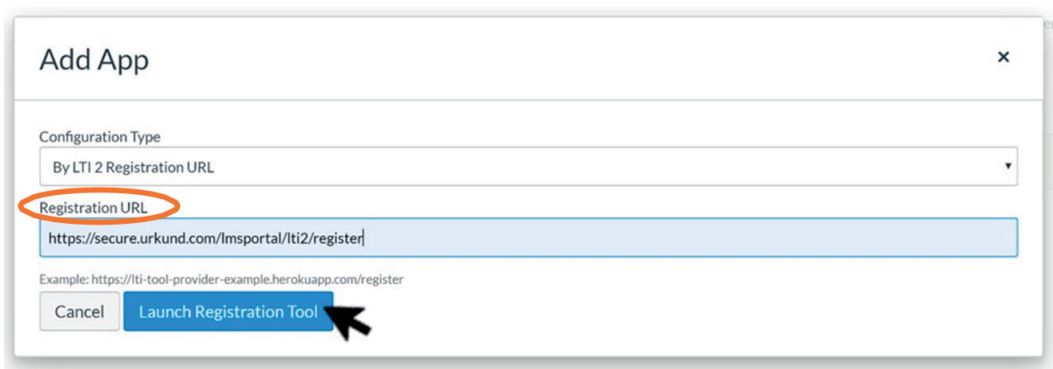 Add App
×
Configuration Type
By LTI 2 Registration URL
Registration URL
https://secure.urkund.com/lmsportal/lti2/register
Example: https://lti-tool-provider-example.herokuapp.com/register
Cancel
Launch Registration Tool